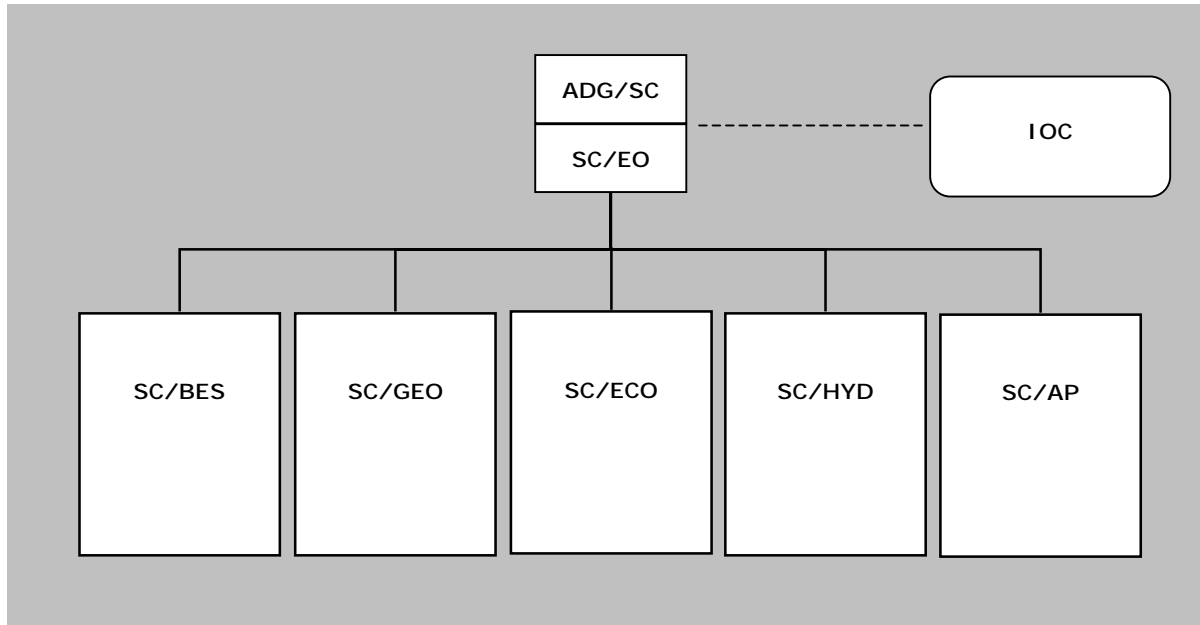 ADG/SC
IOC
SC/EO
SC/BES
SC/GEO
SC/ECO
SC/HYD
SC/AP